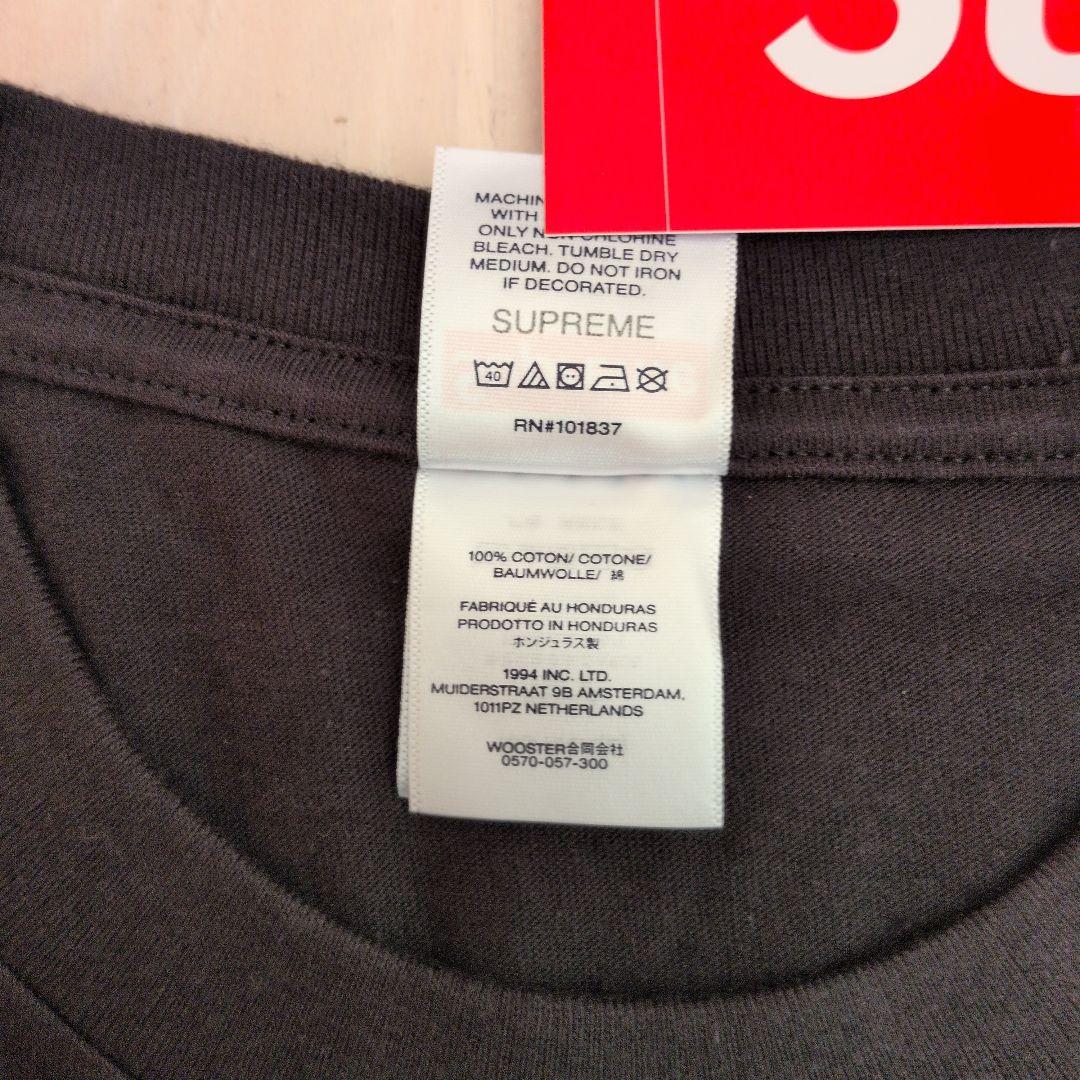 SU
MACHIN
WITH
ONLY CHLORINE
BLEACH. TUMBLE DRY
MEDIUM. DO NOT IRON
IF DECORATED.
SUPREME
40
RN#101837
100% COTON/ COTONE/
BAUMWOLLE/ 綿
FABRIQUÉ AU HONDURAS
PRODOTTO IN HONDURAS
ホンジュラス製
1994 INC. LTD.
MUIDERSTRAAT 9B AMSTERDAM,
1011PZ NETHERLANDS
WOOSTER合同会社
0570-057-300